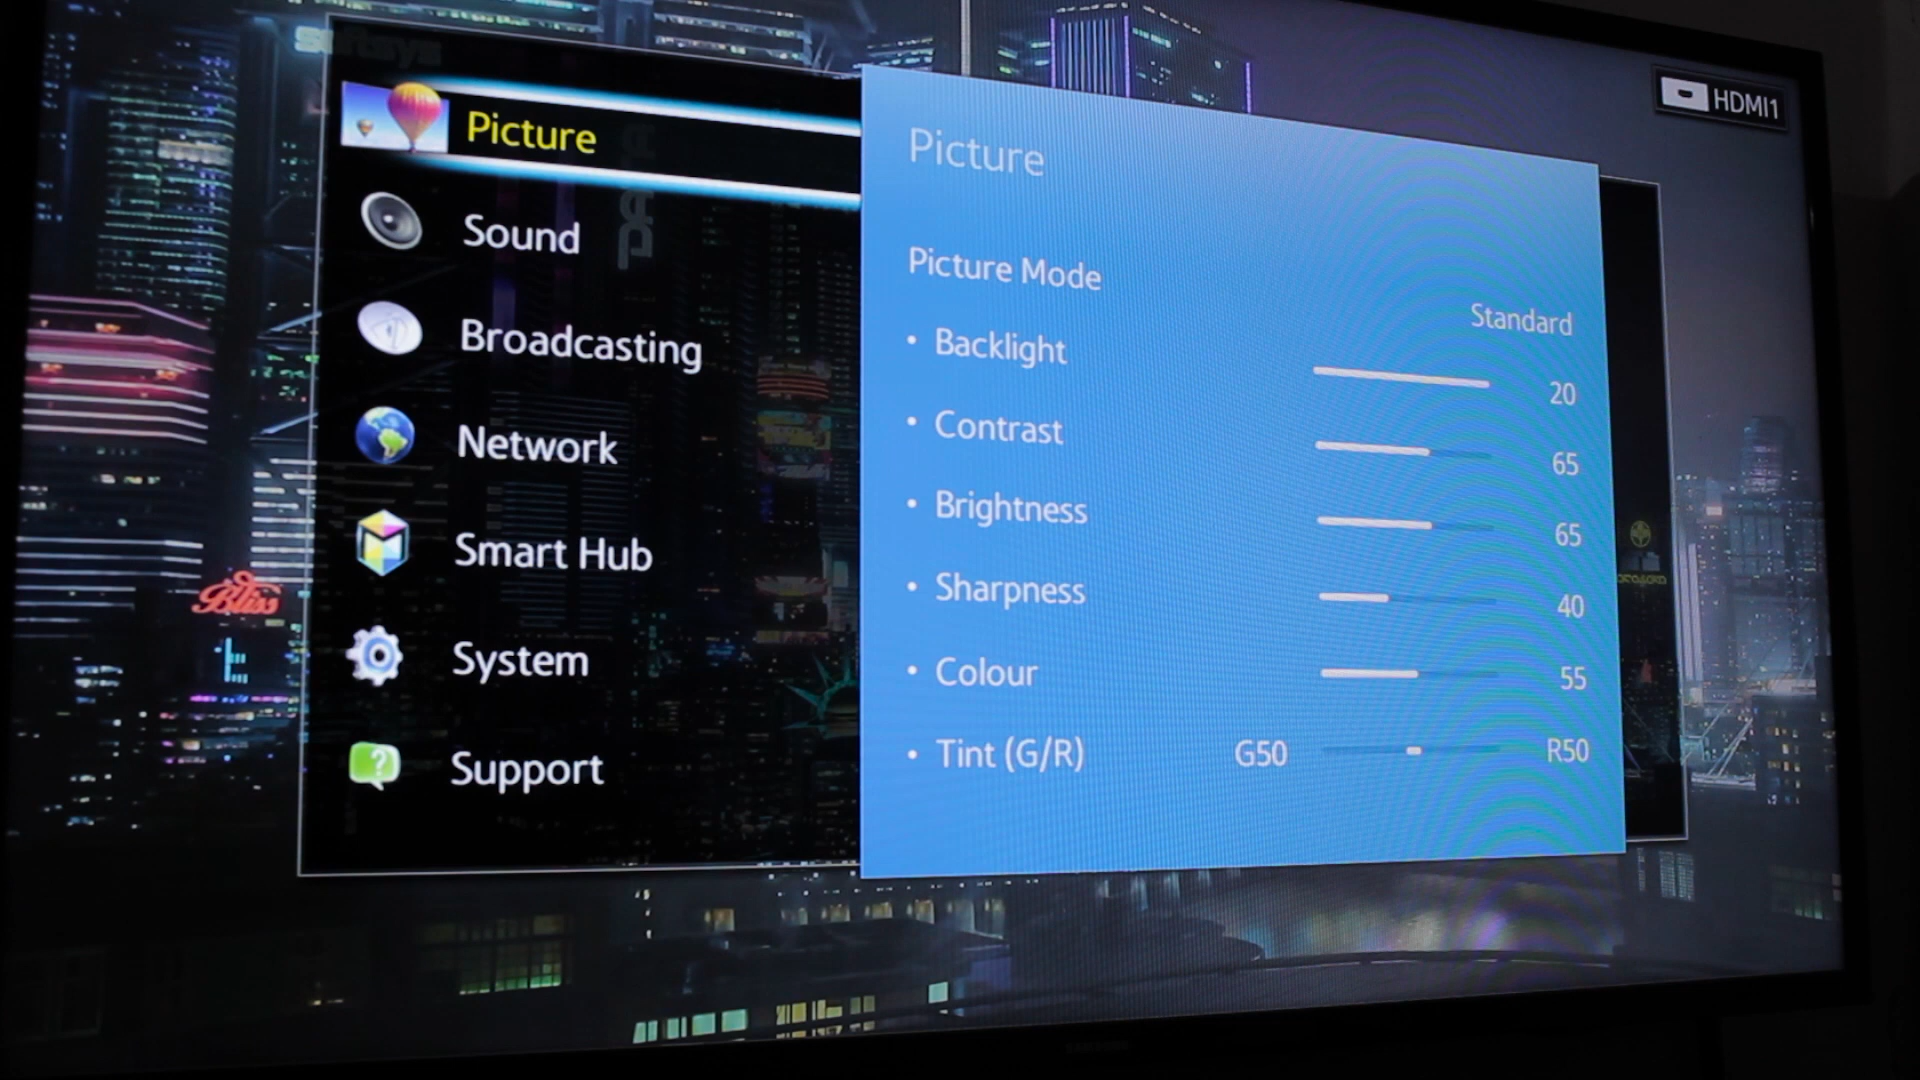 HDMI1
Picture
Sound
Broadcasting
Network
Smart Hub
System
Support
Picture
Picture Mode
Standard
• Backlight 20
• Contrast 65
• Brightness 65
• Sharpness 40
• Colour 55
• Tint (G/R) G50 R50
Bliss